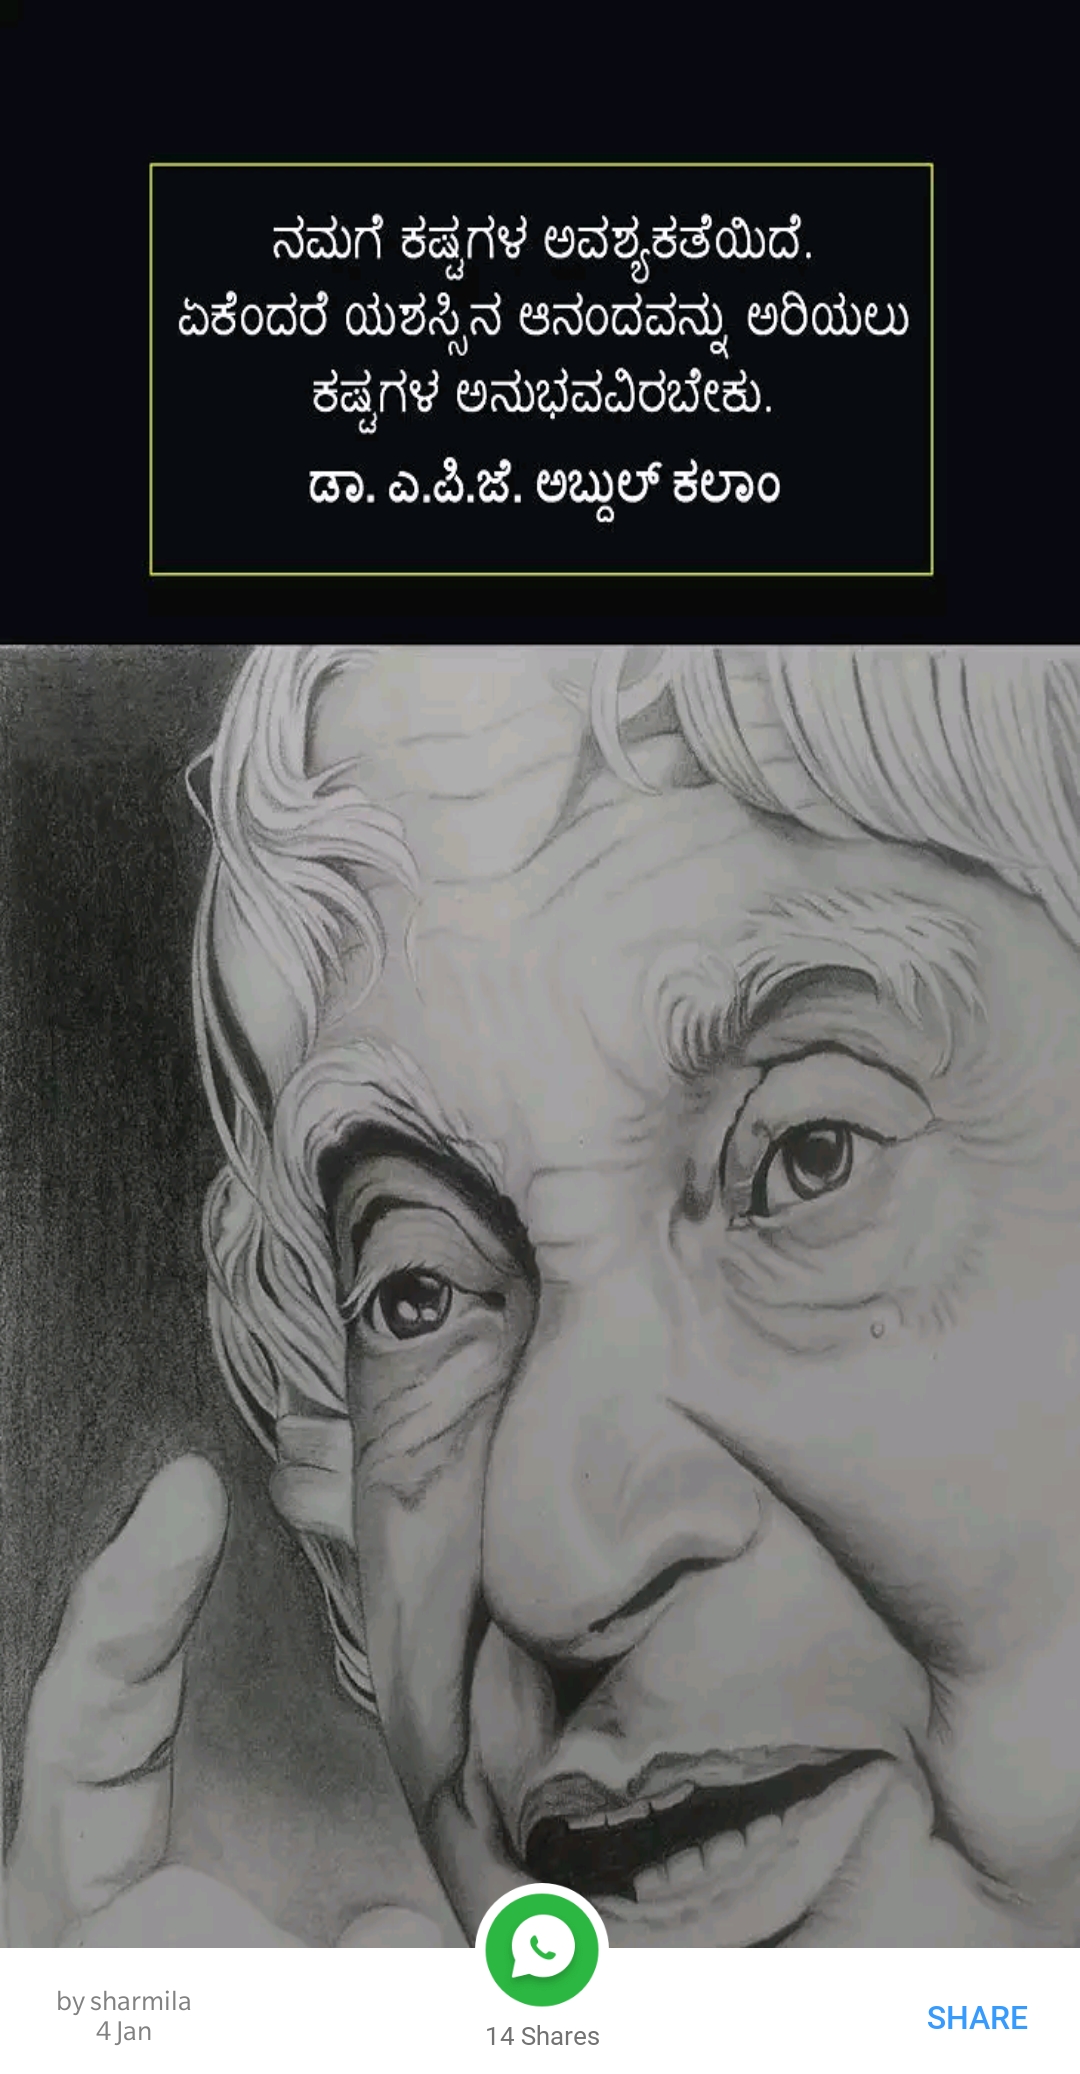 ನಮಗೆ ಕಷ್ಟಗಳ ಅವಶ್ಯಕತೆಯಿದೆ.
ಏಕೆಂದರೆ ಯಶಸ್ಸಿನ ಆನಂದವನ್ನು ಅರಿಯಲು
ಕಷ್ಟಗಳ ಅನುಭವವಿರಬೇಕು.
ಡಾ. ಎ.ಪಿ.ಜೆ. ಅಬ್ದುಲ್ ಕಲಾಂ
by sharmila
4 Jan
14 Shares
SHARE